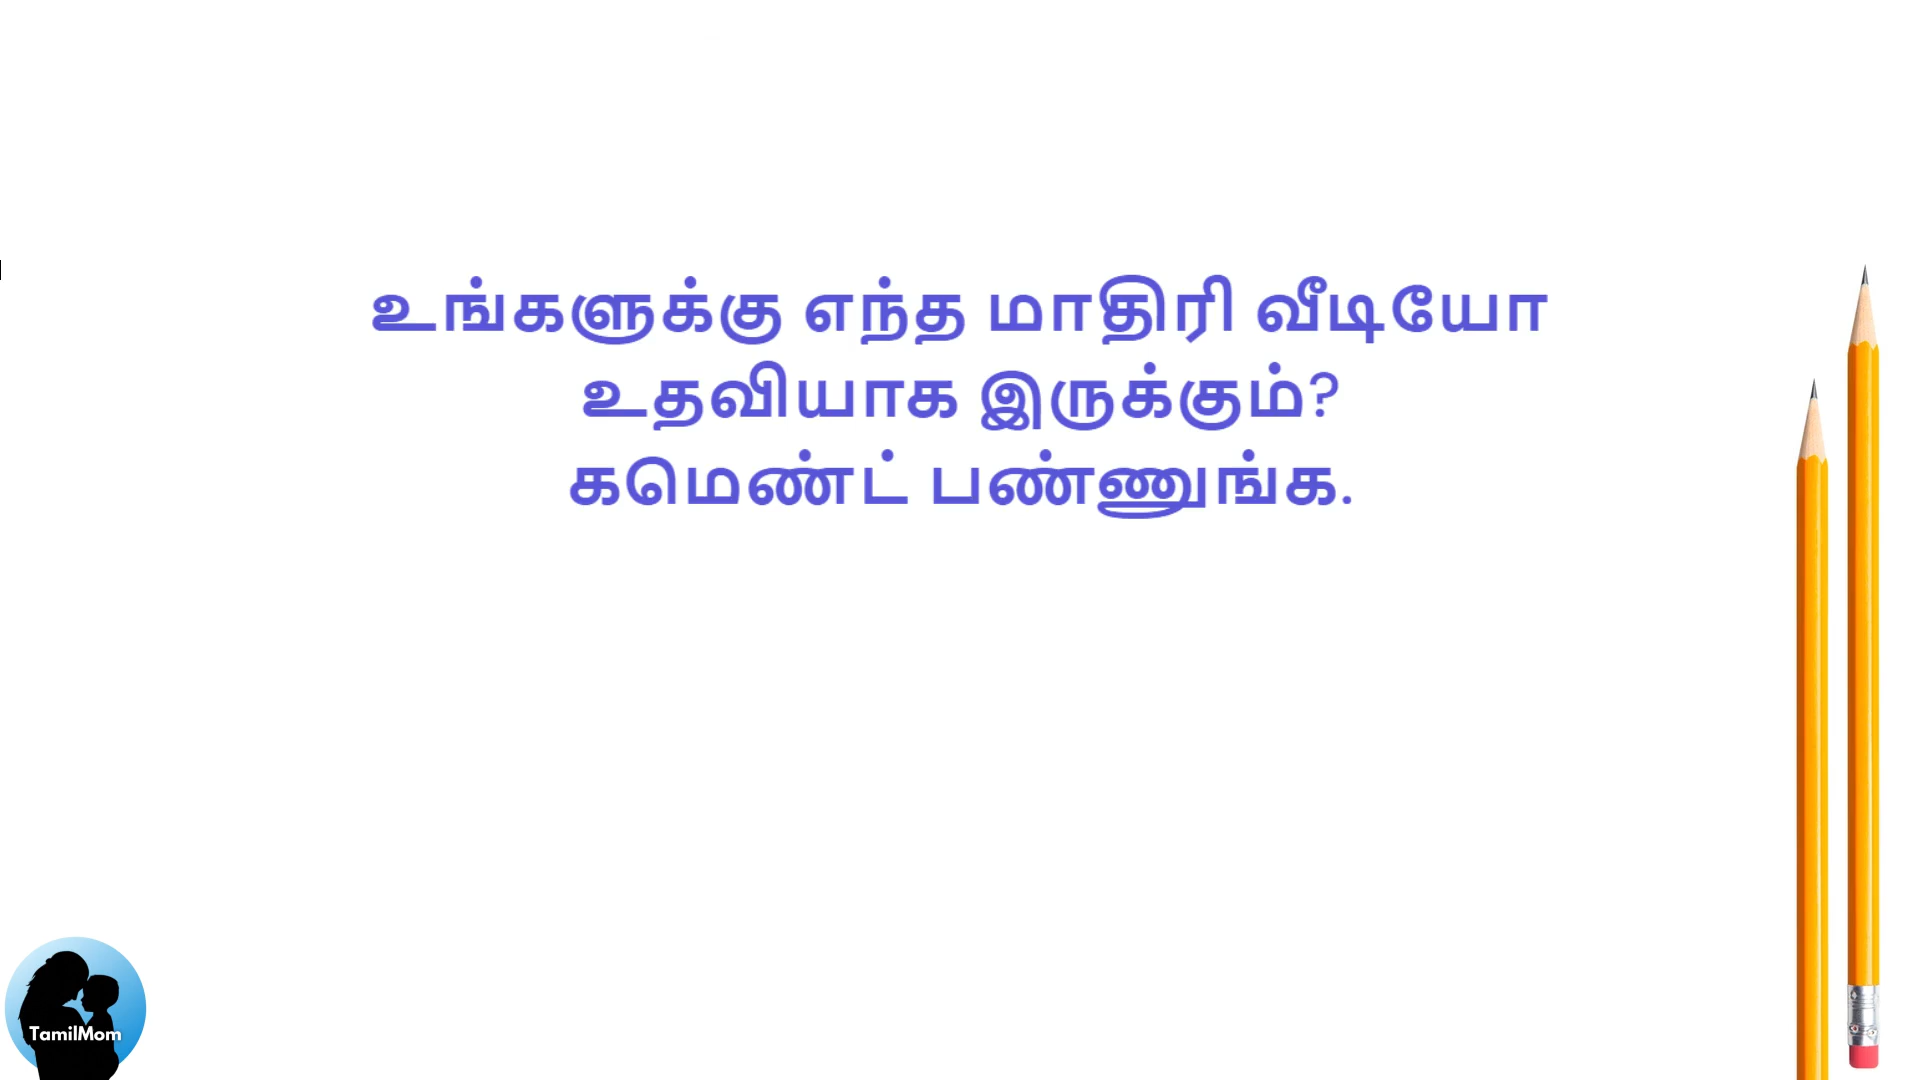 உங்களுக்கு எந்த மாதிரி வீடியோ
உதவியாக இருக்கும்?
கமெண்ட் பண்ணுங்க.
TamilMom